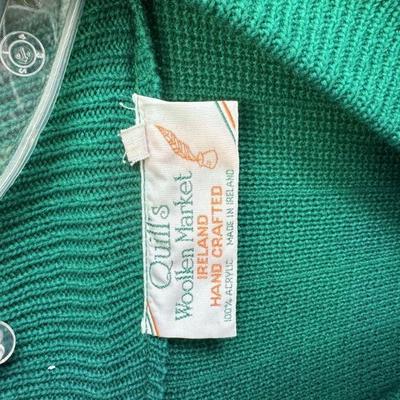 Quill's
Woollen Market
IRELAND
HAND CRAFTED
100% ACRYLIC MADE IN IRELAND